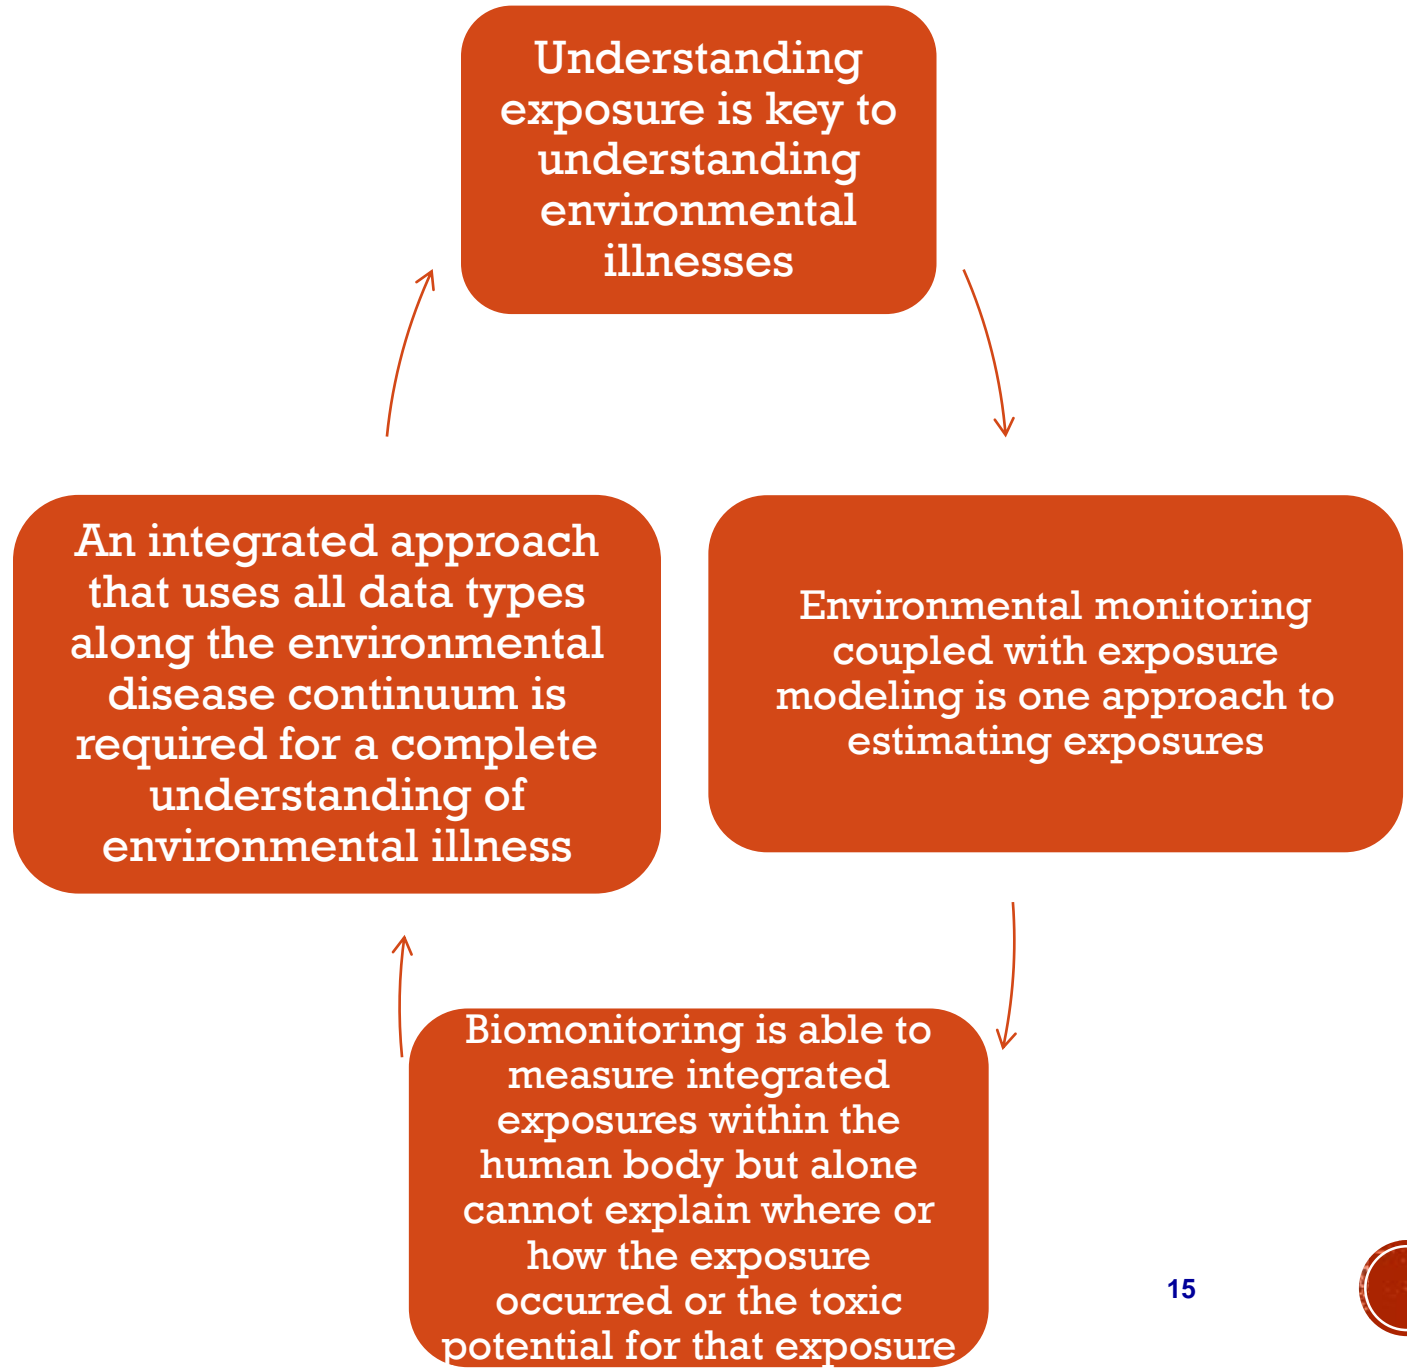 Understanding
exposure is key to
understanding
environmental
illnesses
Environmental monitoring
coupled with exposure
modeling is one approach to
estimating exposures
Biomonitoring is able to
measure integrated
exposures within the
human body but alone
cannot explain where or
how the exposure
occurred or the toxic
potential for that exposure
An integrated approach
that uses all data types
along the environmental
disease continuum is
required for a complete
understanding of
environmental illness
15